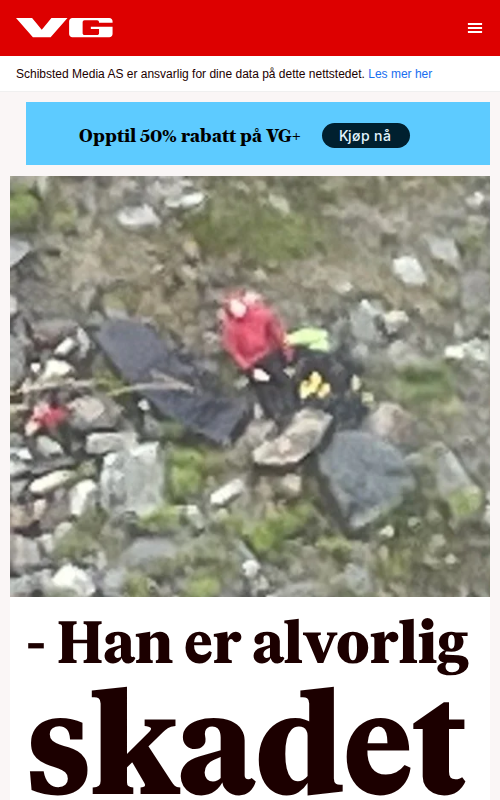 VG
Schibsted Media AS er ansvarlig for dine data på dette nettstedet. Les mer her
Opptil 50% rabatt på VG+
Kjøp nå
- Han er alvorlig
skadet